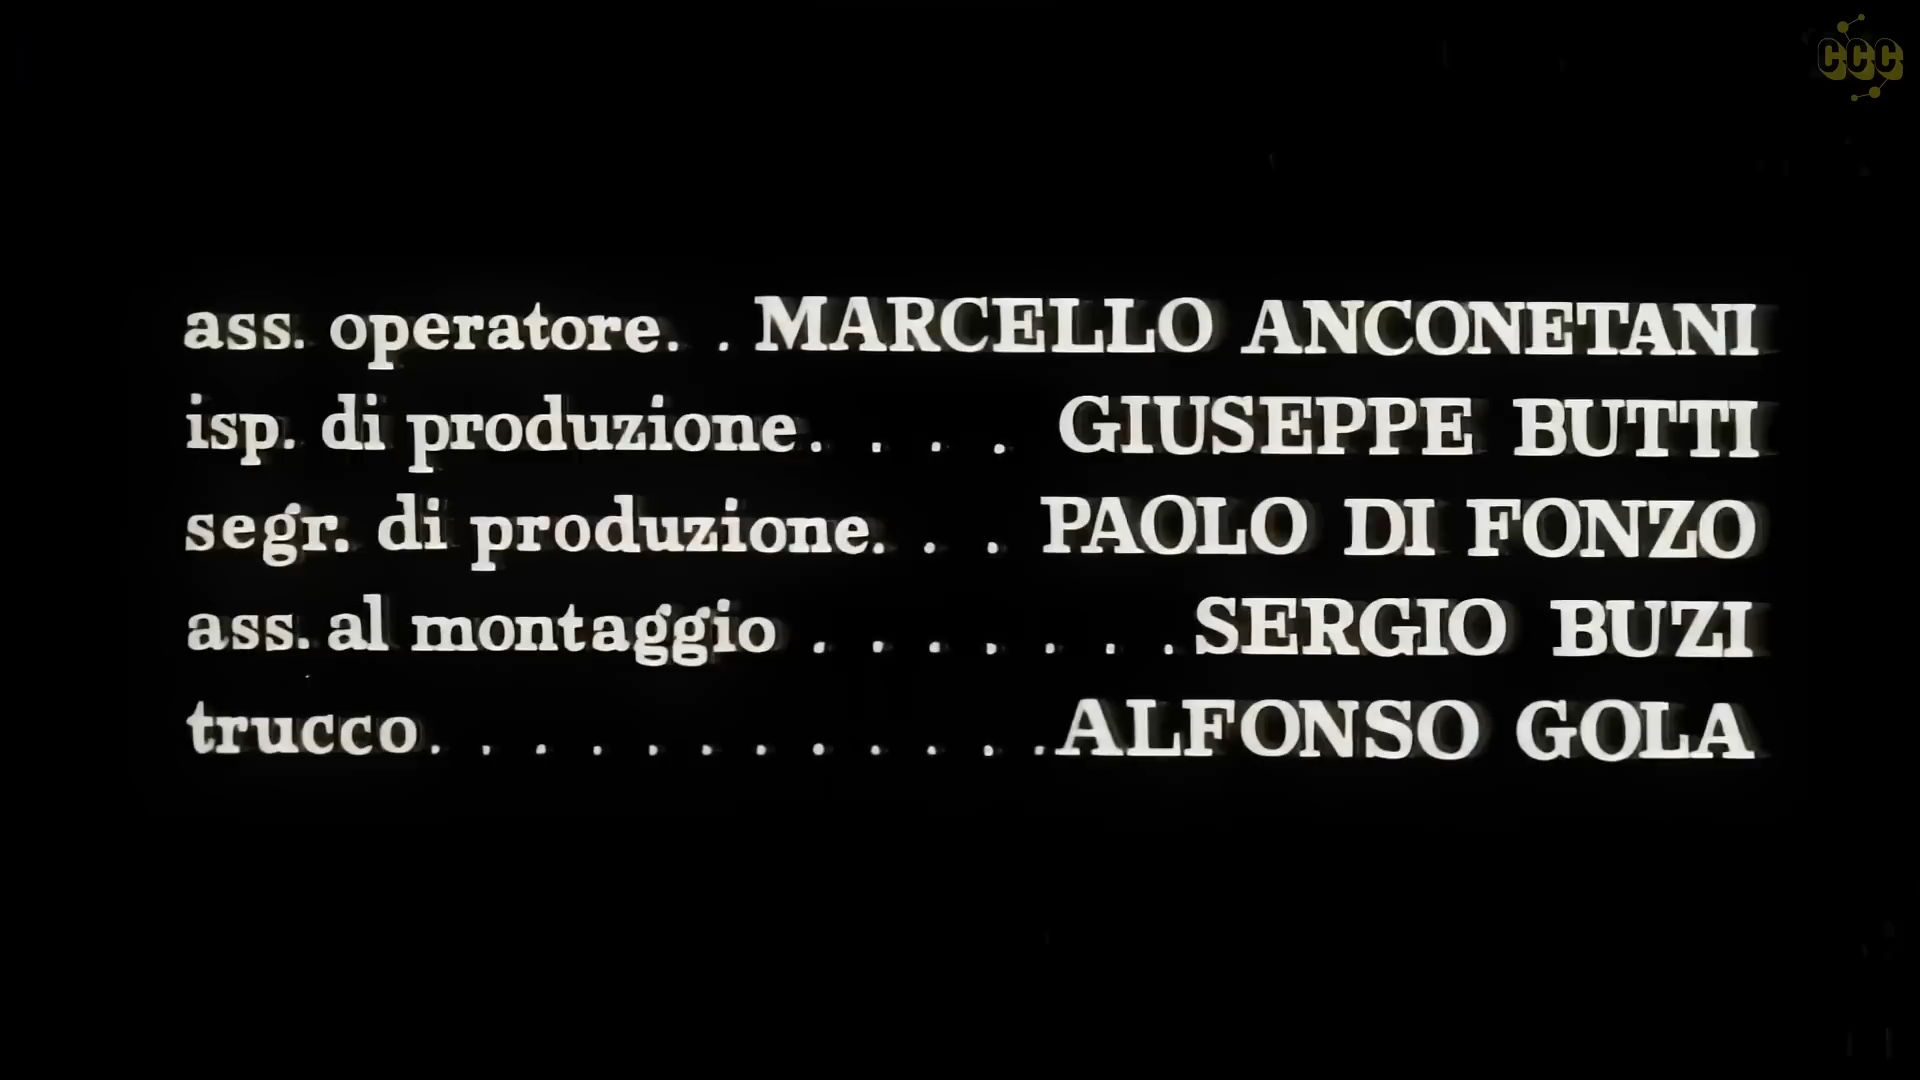 CCC
ass. operatore. . MARCELLO ANCONETANI
isp. di produzione. . . . GIUSEPPE BUTTI
segr. di produzione. . . PAOLO DI FONZO
ass. al montaggio . . . . . . . SERGIO BUZI
trucco. . . . . . . . . . . . ALFONSO GOLA